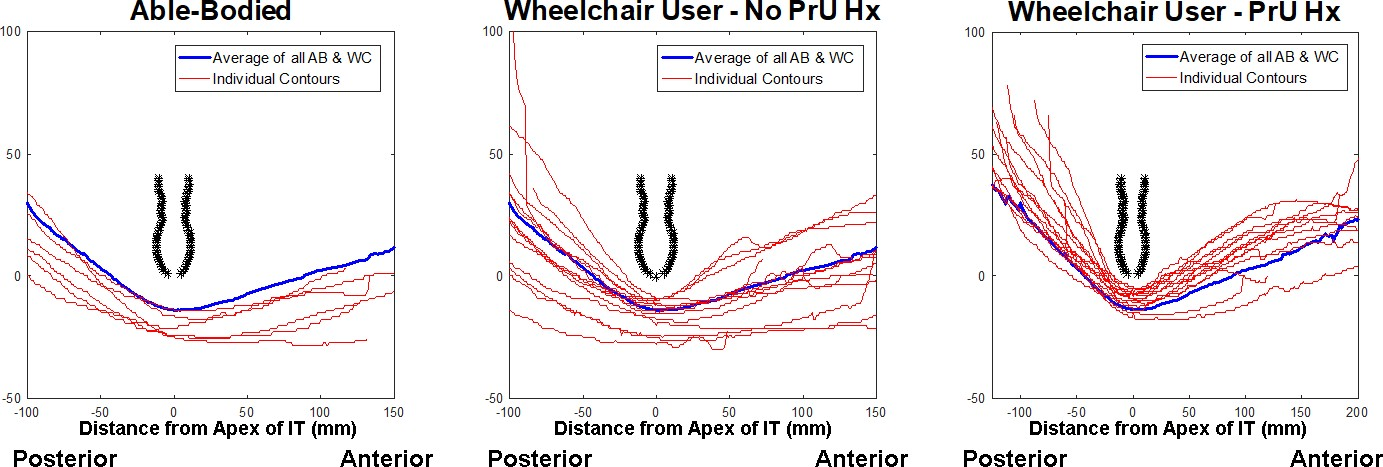 Able-Bodied
100
50
0
-50
Average of all AB & WC
Individual Contours
-100
-50
0
50
100
150
Distance from Apex of IT (mm)
Posterior
Anterior
Wheelchair User - No PrU Hx
100
50
0
-50
Average of all AB & WC
Individual Contours
-100
-50
0
50
100
150
Distance from Apex of IT (mm)
Posterior
Anterior
Wheelchair User - PrU Hx
100
50
0
-50
Average of all AB & WC
Individual Contours
-100
-50
0
50
100
150
200
Distance from Apex of IT (mm)
Posterior
Anterior